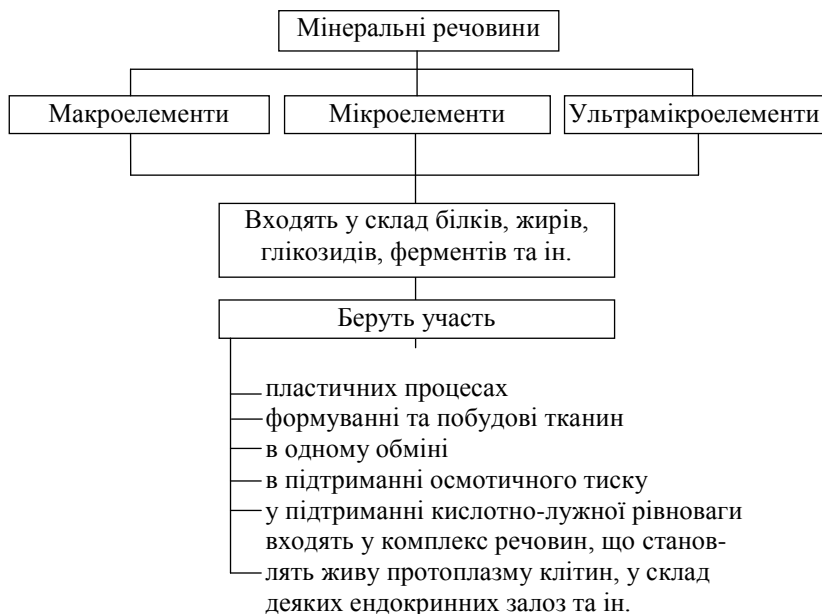 Мінеральні речовини
Макроелементи
Мікроелементи
Ультрамікроелементи
Входять у склад білків, жирів,
глікозидів, ферментів та ін.
Беруть участь
пластичних процесах
формуванні та побудові тканин
в одному обміні
в підтриманні осмотичного тиску
у підтриманні кислотно-лужної рівноваги
входять у комплекс речовин, що станов-
лять живу протоплазму клітин, у склад
деяких ендокринних залоз та ін.